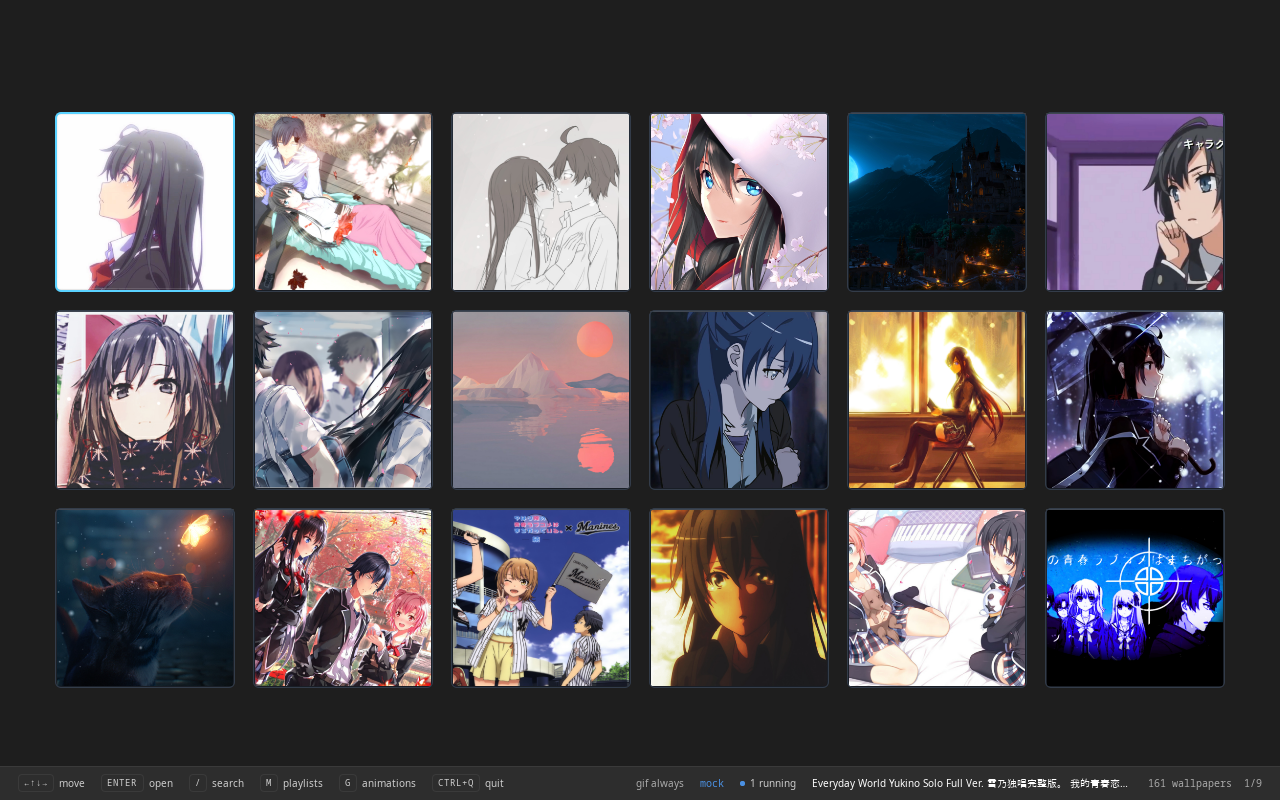 キャラク
Marines
Marines
の青春ラブコメはまちがっ
←↑↓→ move ENTER open / search M playlists G animations CTRL+Q quit gif always mock 1 running Everyday World Yukino Solo Full Ver. 雪乃独唱完整版。 我的青春恋… 161 wallpapers 1/9